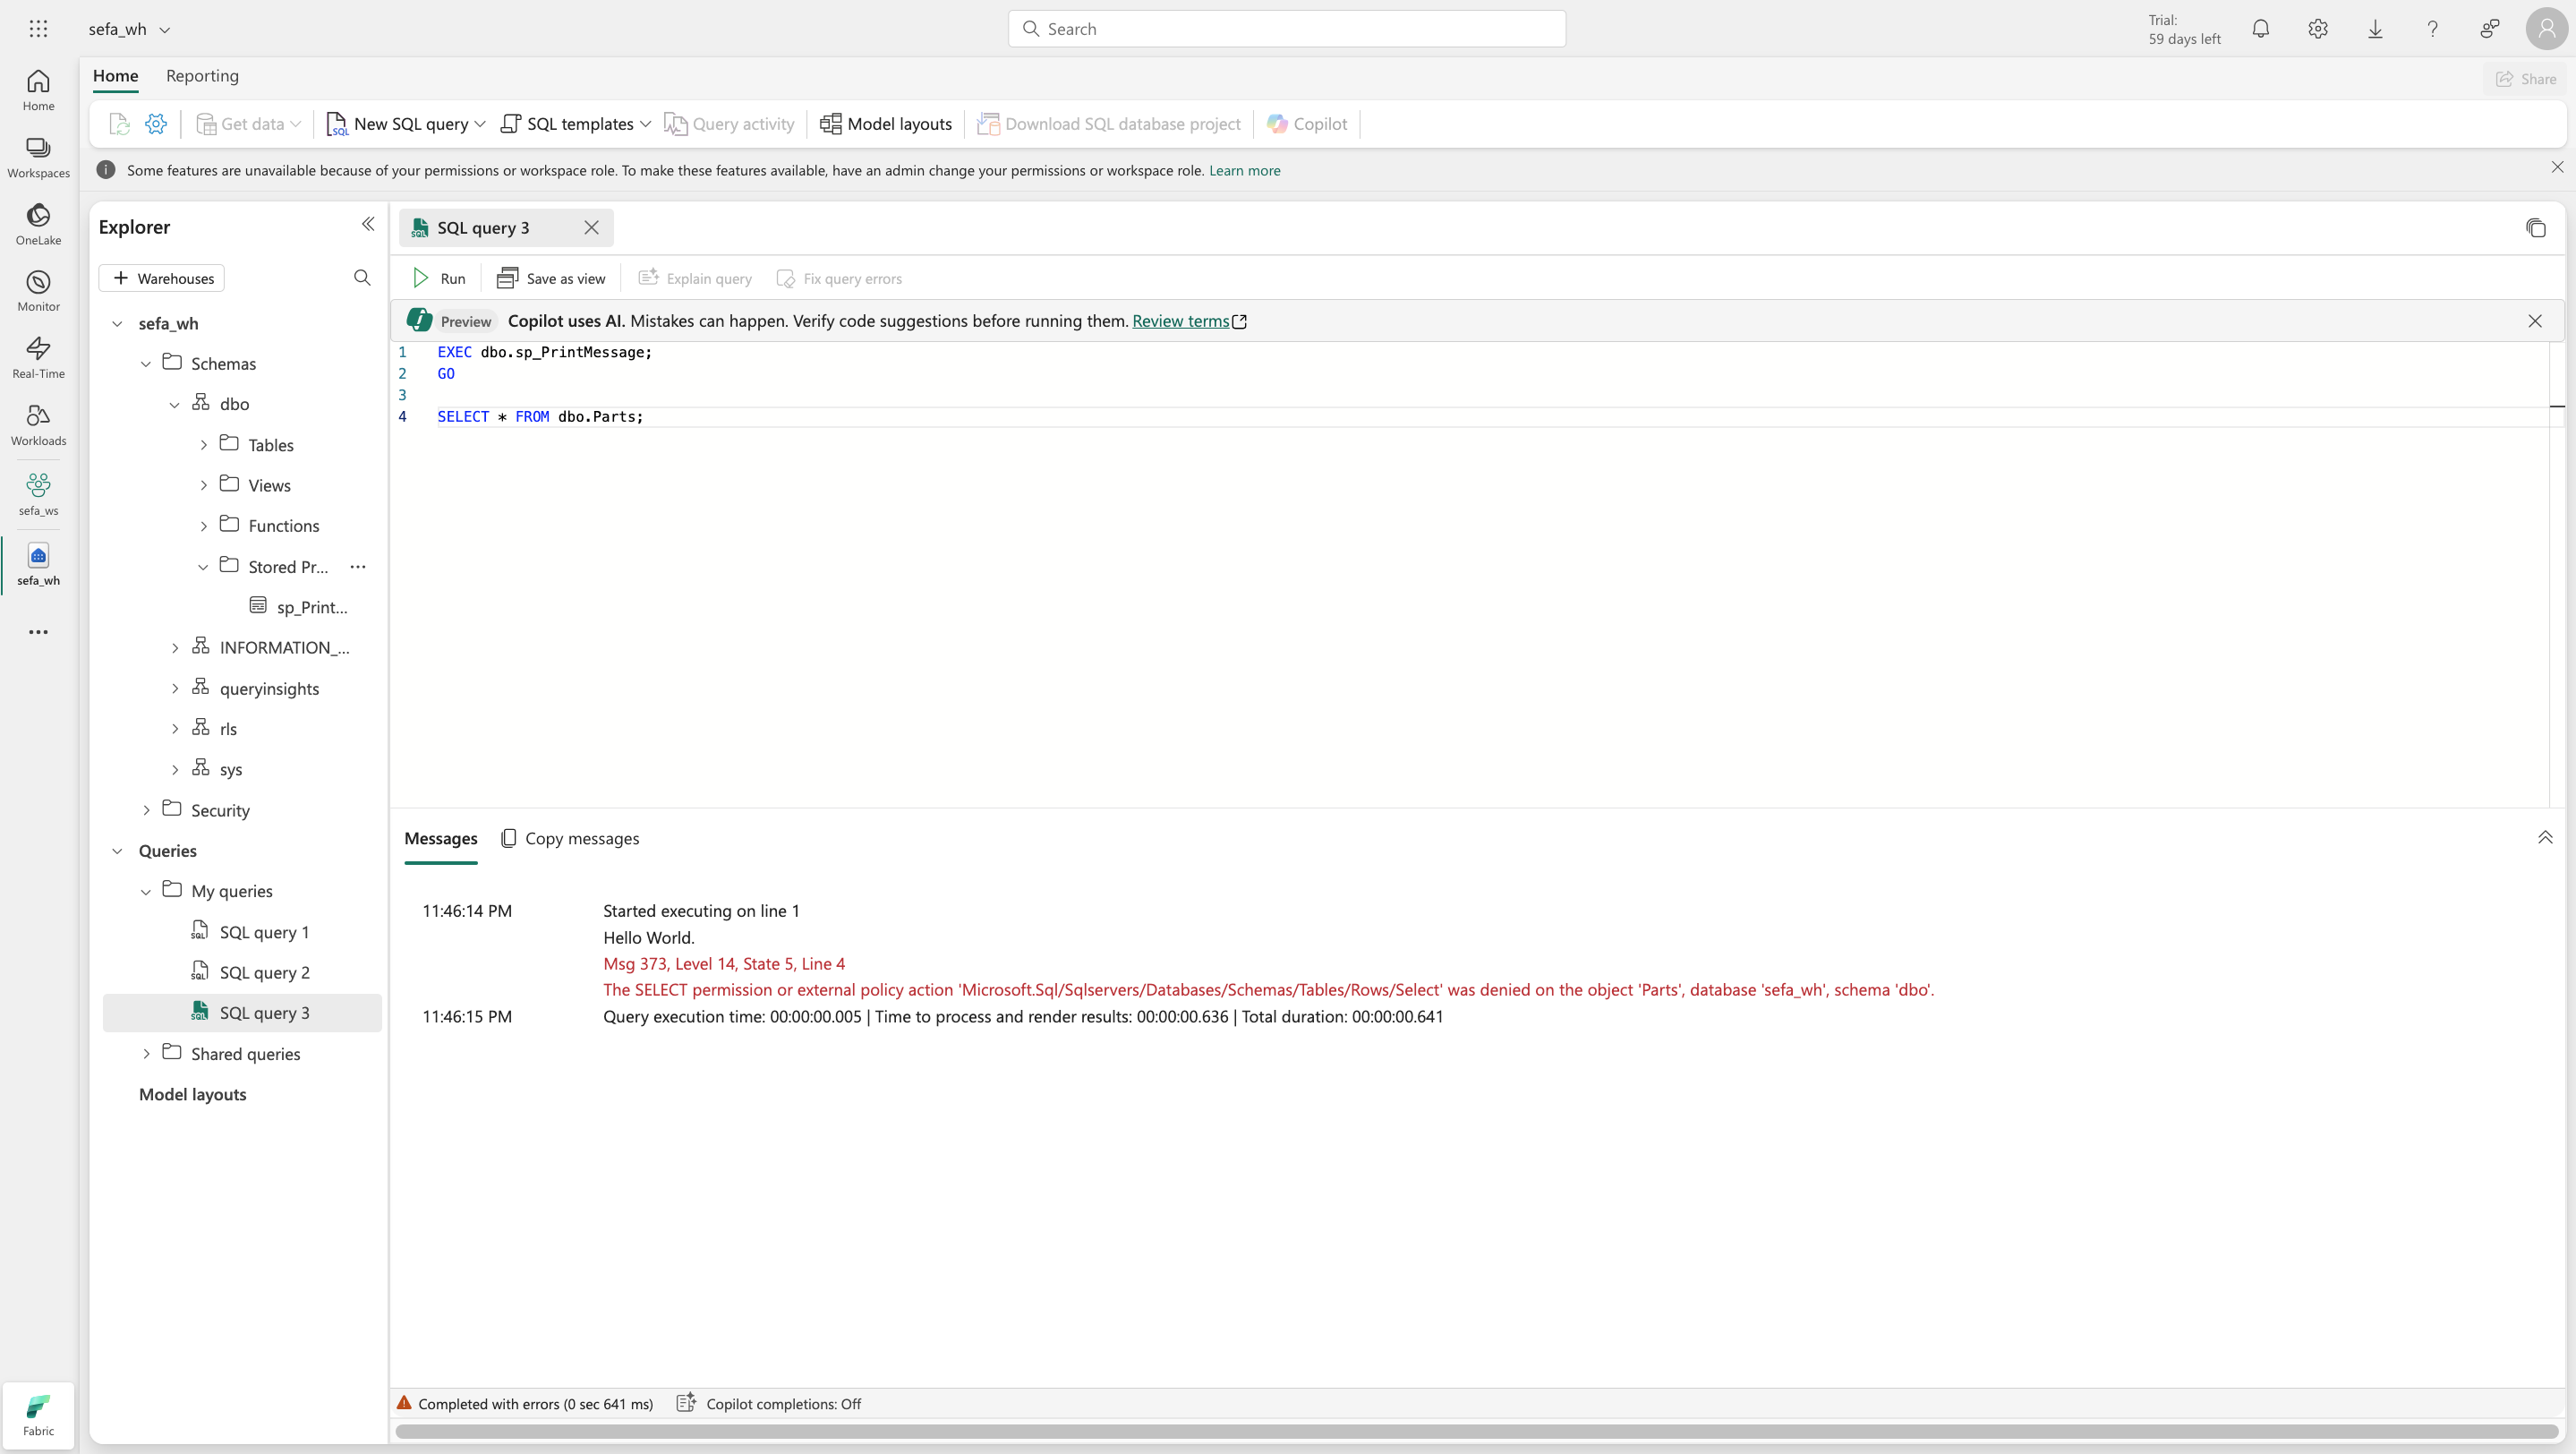 sefa_wh
Search
Trial:
59 days left
Home
Reporting
Share
Get data
New SQL query
SQL templates
Query activity
Model layouts
Download SQL database project
Copilot
Some features are unavailable because of your permissions or workspace role. To make these features available, have an admin change your permissions or workspace role. Learn more
Home
Workspaces
OneLake
Monitor
Real-Time
Workloads
sefa_ws
sefa_wh
Fabric
Explorer
Warehouses
sefa_wh
Schemas
dbo
Tables
Views
Functions
Stored Pr...
sp_Print...
INFORMATION_...
queryinsights
rls
sys
Security
Queries
My queries
SQL query 1
SQL query 2
SQL query 3
Shared queries
Model layouts
SQL query 3
Run
Save as view
Explain query
Fix query errors
Preview
Copilot uses AI. Mistakes can happen. Verify code suggestions before running them. Review terms
1 EXEC dbo.sp_PrintMessage;
2 GO
3
4 SELECT * FROM dbo.Parts;
Messages
Copy messages
11:46:14 PM Started executing on line 1
Hello World.
Msg 373, Level 14, State 5, Line 4
The SELECT permission or external policy action 'Microsoft.Sql/Sqlservers/Databases/Schemas/Tables/Rows/Select' was denied on the object 'Parts', database 'sefa_wh', schema 'dbo'.
11:46:15 PM Query execution time: 00:00:00.005 | Time to process and render results: 00:00:00.636 | Total duration: 00:00:00.641
Completed with errors (0 sec 641 ms)
Copilot completions: Off